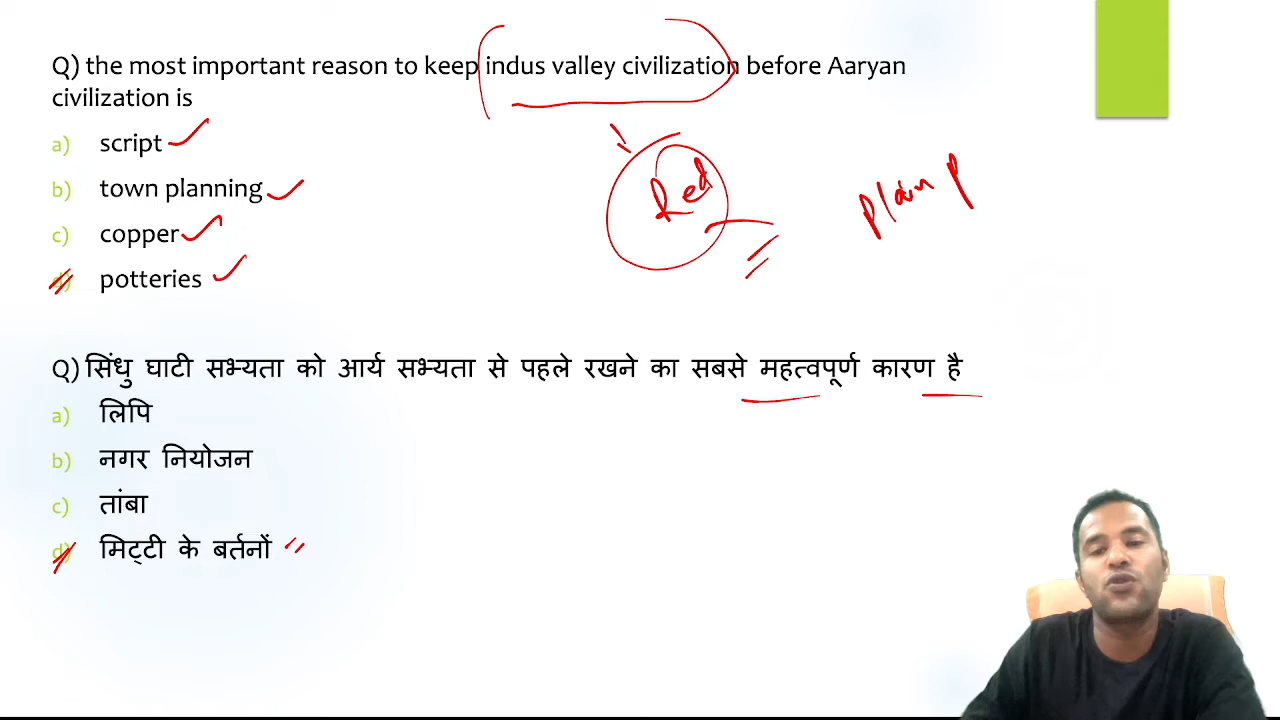 Q) the most important reason to keep indus valley civilization before Aaryan
civilization is
a) script
b) town planning
c) copper
d) potteries
Red
plain p
Q) सिंधु घाटी सभ्यता को आर्य सभ्यता से पहले रखने का सबसे महत्वपूर्ण कारण है
a) लिपि
b) नगर नियोजन
c) तांबा
d) मिट्टी के बर्तनों